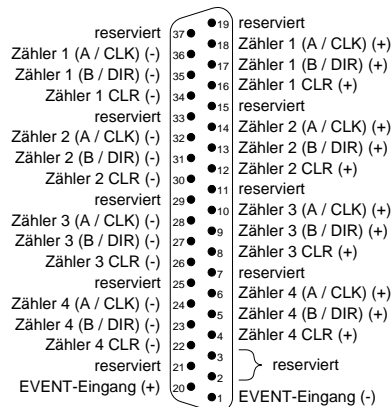 reserviert 37 19 reserviert
Zähler 1 (A / CLK) (-) 36 18 Zähler 1 (A / CLK) (+)
Zähler 1 (B / DIR) (-) 35 17 Zähler 1 (B / DIR) (+)
Zähler 1 CLR (-) 34 16 Zähler 1 CLR (+)
reserviert 33 15 reserviert
Zähler 2 (A / CLK) (-) 32 14 Zähler 2 (A / CLK) (+)
Zähler 2 (B / DIR) (-) 31 13 Zähler 2 (B / DIR) (+)
Zähler 2 CLR (-) 30 12 Zähler 2 CLR (+)
reserviert 29 11 reserviert
Zähler 3 (A / CLK) (-) 28 10 Zähler 3 (A / CLK) (+)
Zähler 3 (B / DIR) (-) 27 9 Zähler 3 (B / DIR) (+)
Zähler 3 CLR (-) 26 8 Zähler 3 CLR (+)
reserviert 25 7 reserviert
Zähler 4 (A / CLK) (-) 24 6 Zähler 4 (A / CLK) (+)
Zähler 4 (B / DIR) (-) 23 5 Zähler 4 (B / DIR) (+)
Zähler 4 CLR (-) 22 4 Zähler 4 CLR (+)
reserviert 21 3 reserviert
EVENT-Eingang (+) 20 2
1 EVENT-Eingang (-)